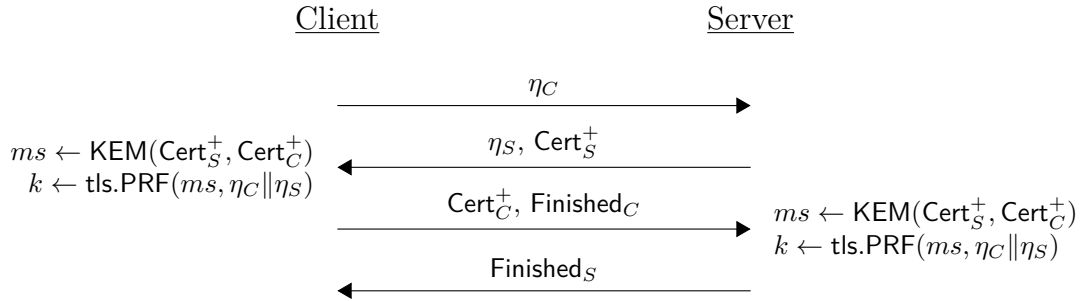 Client Server
η_C
η_S, Cert_S^+
ms ← KEM(Cert_S^+, Cert_C^+)
k ← tls.PRF(ms, η_C‖η_S)
Cert_C^+, Finished_C
ms ← KEM(Cert_S^+, Cert_C^+)
k ← tls.PRF(ms, η_C‖η_S)
Finished_S